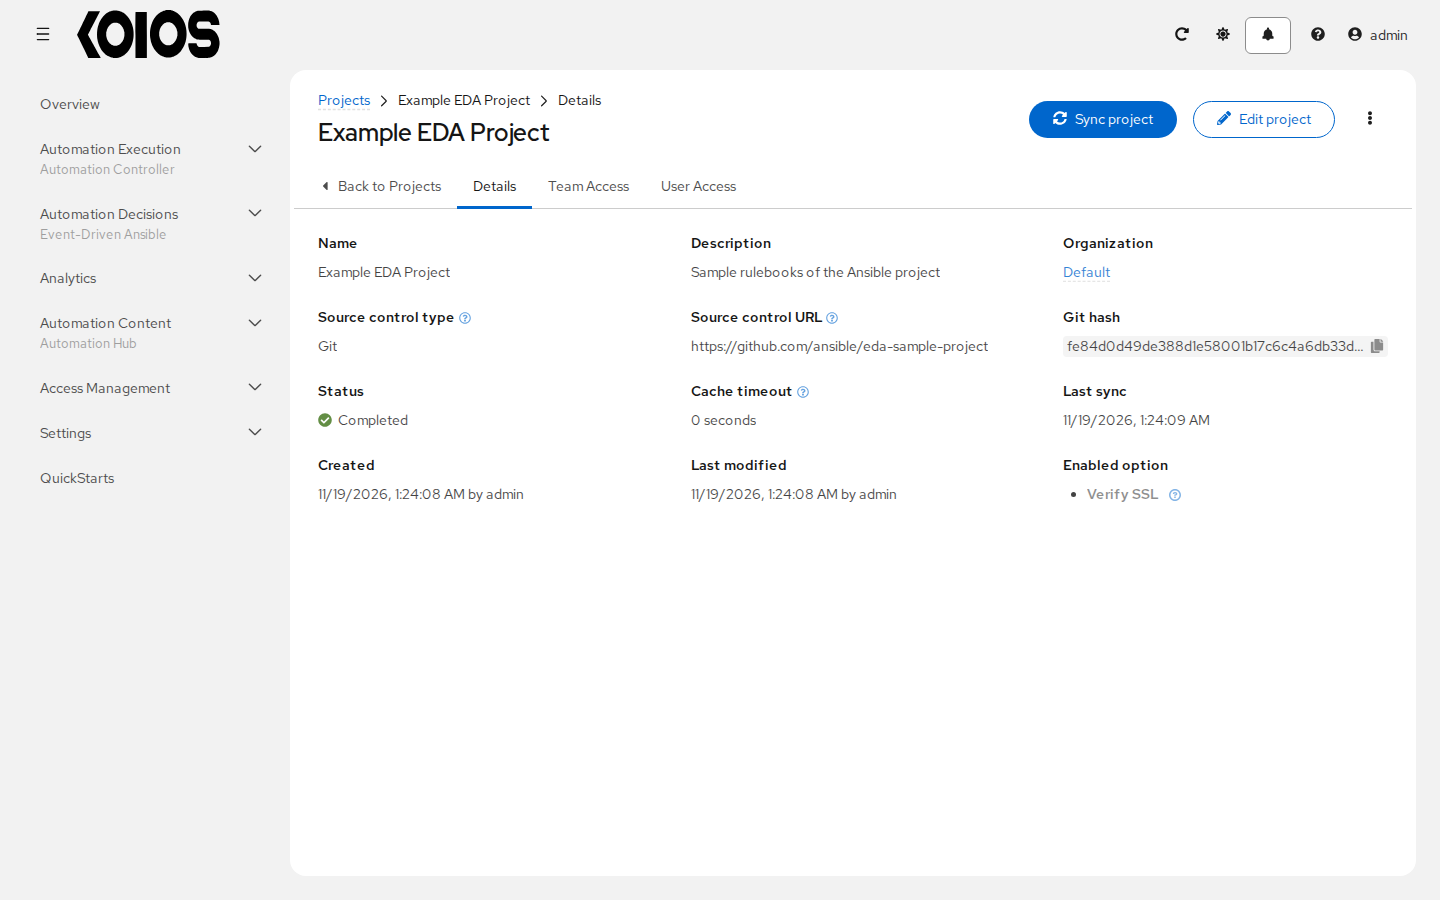 KOIOS
admin
Overview
Automation Execution
Automation Controller
Automation Decisions
Event-Driven Ansible
Analytics
Automation Content
Automation Hub
Access Management
Settings
QuickStarts
Projects > Example EDA Project > Details
Example EDA Project
Sync project
Edit project
Back to Projects
Details
Team Access
User Access
Name
Example EDA Project
Description
Sample rulebooks of the Ansible project
Organization
Default
Source control type
Git
Source control URL
https://github.com/ansible/eda-sample-project
Git hash
fe84d0d49de388d1e58001b17c6c4a6db33d...
Status
Completed
Cache timeout
0 seconds
Last sync
11/19/2026, 1:24:09 AM
Created
11/19/2026, 1:24:08 AM by admin
Last modified
11/19/2026, 1:24:08 AM by admin
Enabled option
• Verify SSL